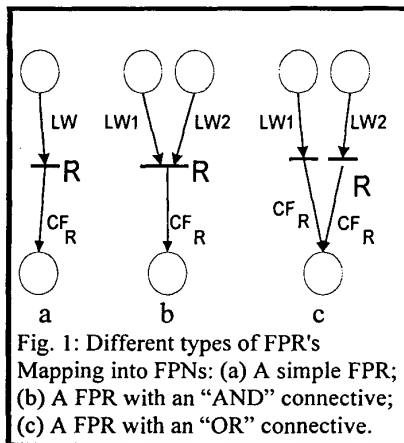 LW LW1 LW2 LW1 LW2
R R R
CF R CF R CF R CF R
a b c
Fig. 1: Different types of FPR's
Mapping into FPNs: (a) A simple FPR;
(b) A FPR with an "AND" connective;
(c) A FPR with an "OR" connective.